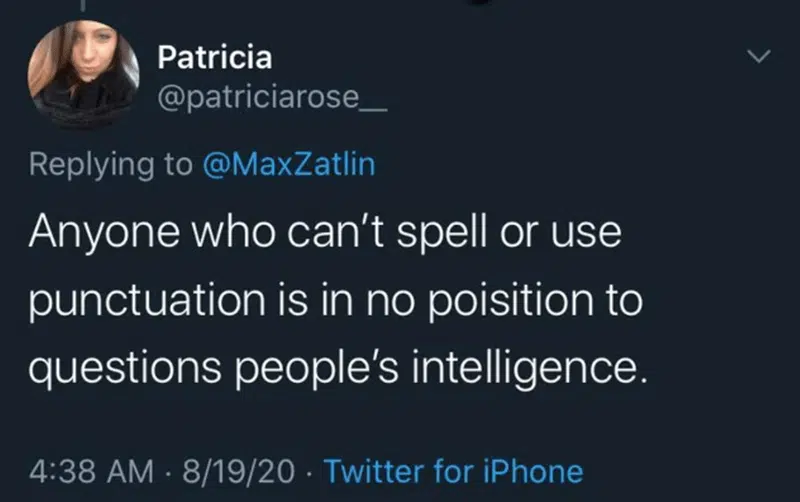 Patricia
@patriciarose__
Replying to @MaxZatlin
Anyone who can’t spell or use
punctuation is in no poisition to
questions people’s intelligence.
4:38 AM · 8/19/20 · Twitter for iPhone